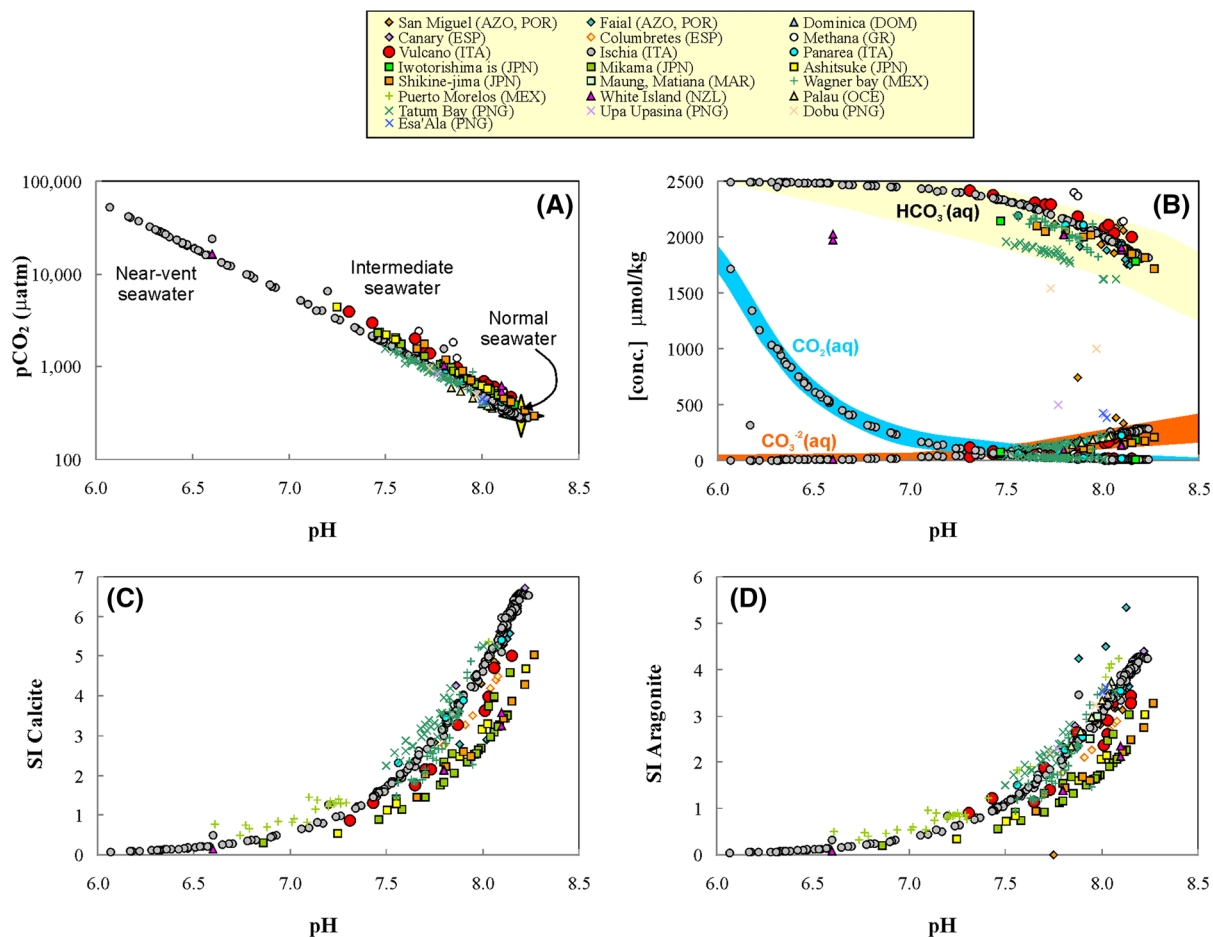 San Miguel (AZO, POR) Faial (AZO, POR) Dominica (DOM)
Canary (ESP) Columbretes (ESP) Methana (GR)
Vulcano (ITA) Ischia (ITA) Panarea (ITA)
Iwotorishima is (JPN) Mikama (JPN) Ashitsuke (JPN)
Shikine-jima (JPN) Maung, Matiana (MAR) Wagner bay (MEX)
Puerto Morelos (MEX) White Island (NZL) Palau (OCE)
Tatum Bay (PNG) Upa Upasina (PNG) Dobu (PNG)
Esa'Ala (PNG)
(A)
pCO₂ (µatm)
100,000
10,000
1,000
100
Near-vent
seawater
Intermediate
seawater
Normal
seawater
6.0 6.5 7.0 7.5 8.0 8.5
pH
(B)
[conc.] µmol/kg
2500
2000
1500
1000
500
0
HCO₃⁻(aq)
CO₂(aq)
CO₃⁻²(aq)
6.0 6.5 7.0 7.5 8.0 8.5
pH
(C)
SI Calcite
7
6
5
4
3
2
1
0
6.0 6.5 7.0 7.5 8.0 8.5
pH
(D)
SI Aragonite
6
5
4
3
2
1
0
6.0 6.5 7.0 7.5 8.0 8.5
pH